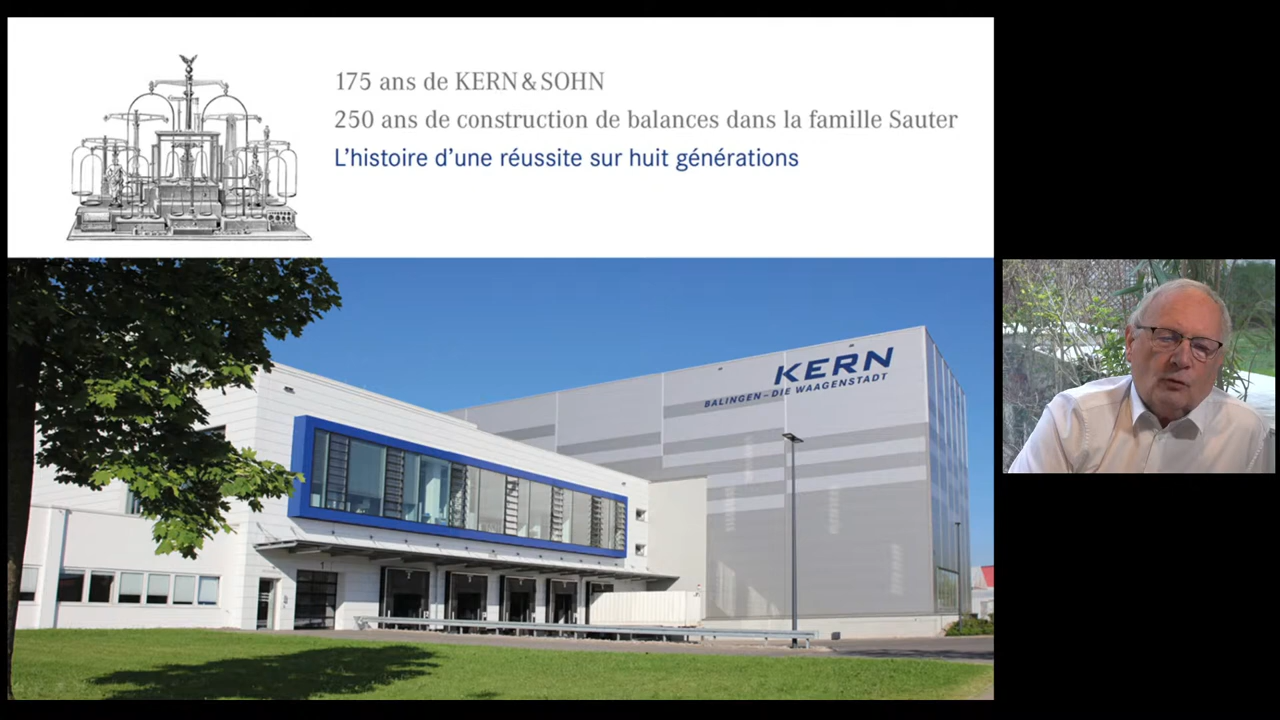 175 ans de KERN & SOHN
250 ans de construction de balances dans la famille Sauter
L'histoire d'une réussite sur huit générations
KERN
BALINGEN – DIE WAAGENSTADT
1